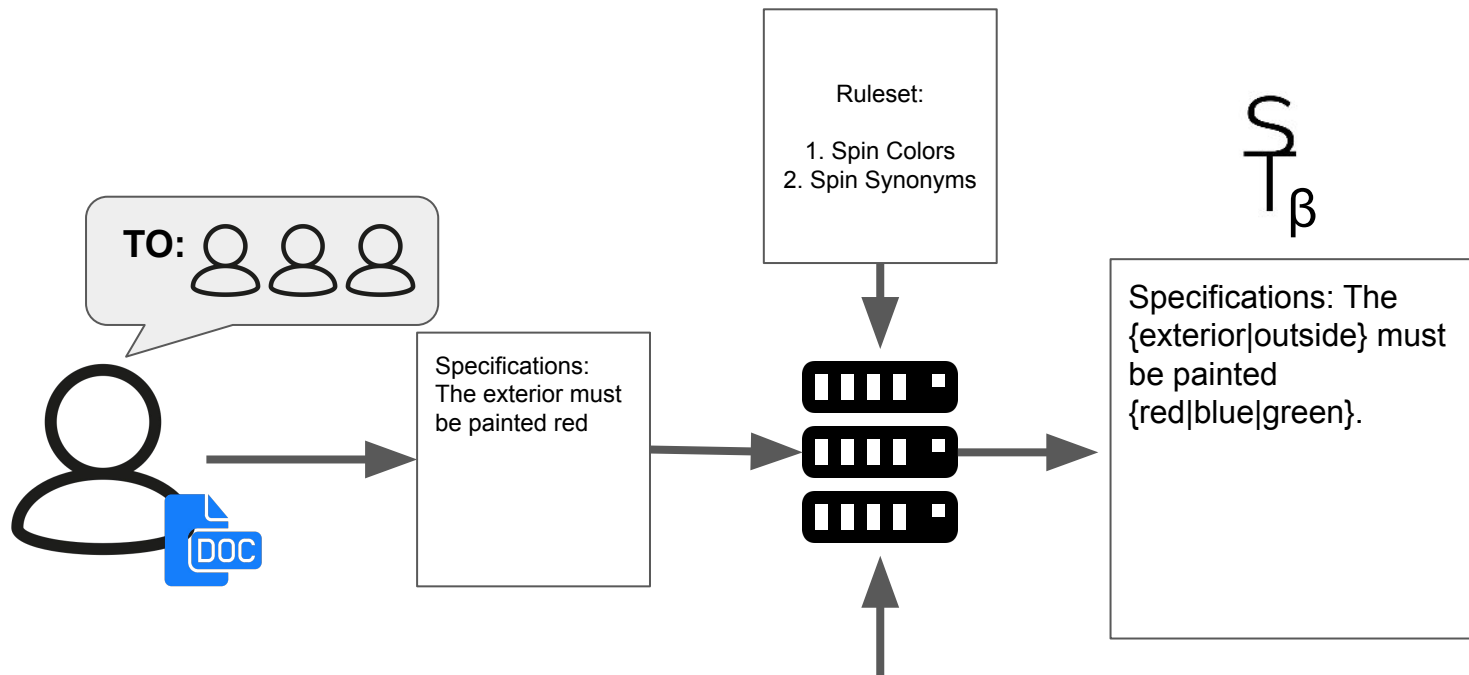 Ruleset:
1. Spin Colors
2. Spin Synonyms
S
T
β
TO:
Specifications:
The exterior must
be painted red
DOC
Specifications: The
{exterior|outside} must
be painted
{red|blue|green}.